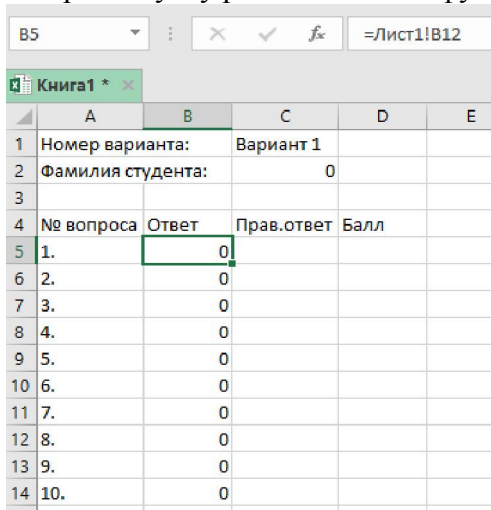 B5 fx =Лист1!B12
Книга1 *
A B C D E
1 Номер варианта: Вариант 1
2 Фамилия студента: 0
3
4 № вопроса Ответ Прав.ответ Балл
5 1. 0
6 2. 0
7 3. 0
8 4. 0
9 5. 0
10 6. 0
11 7. 0
12 8. 0
13 9. 0
14 10. 0